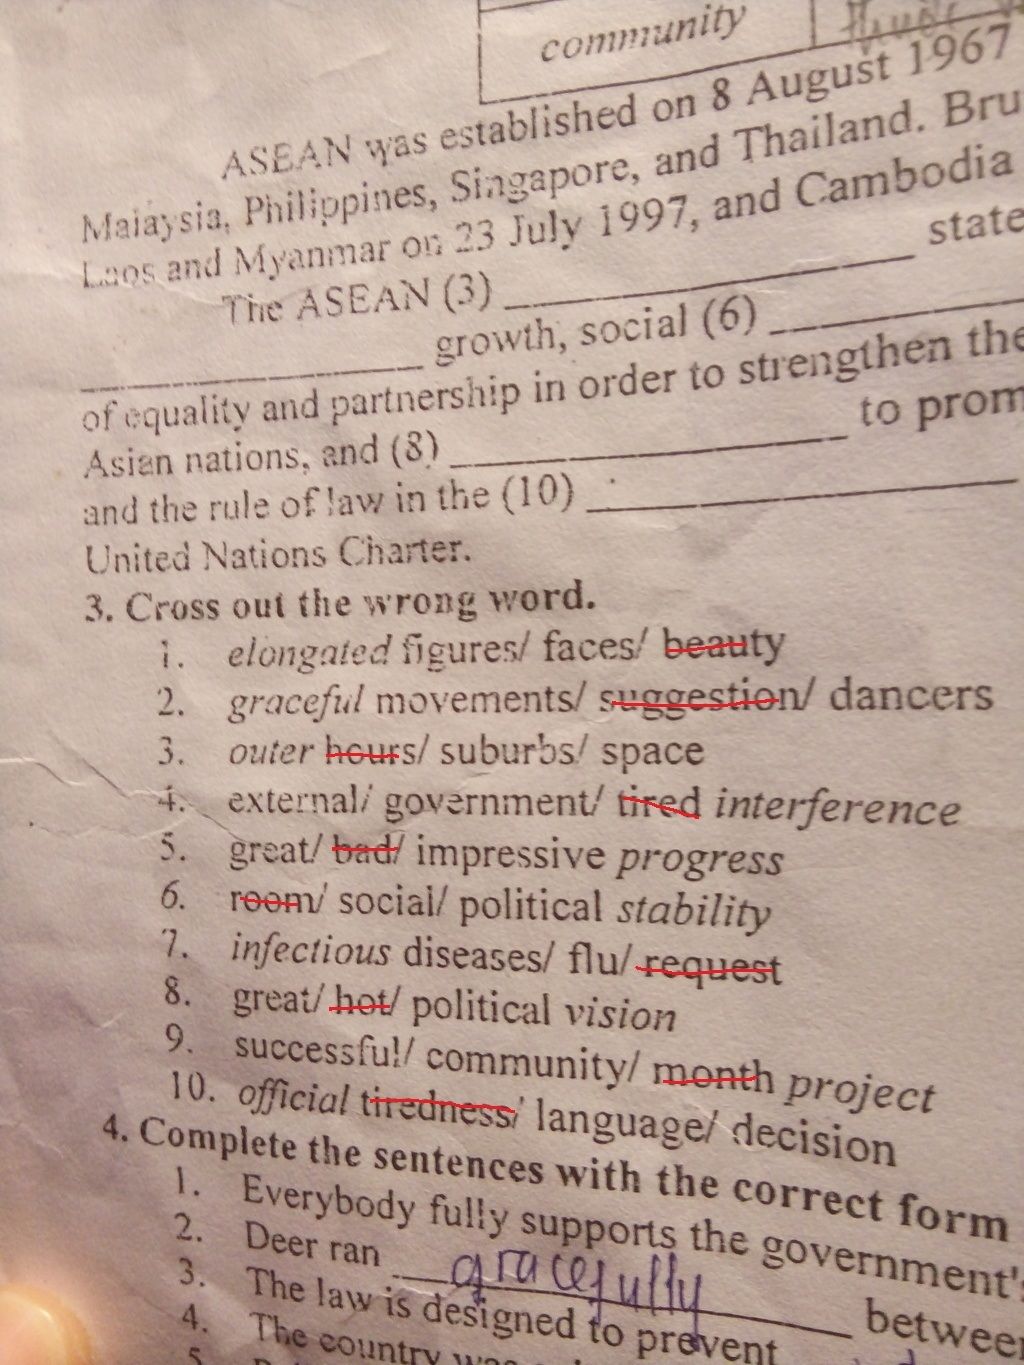 community
ASEAN was established on 8 August 1967
Malaysia, Philippines, Singapore, and Thailand. Bru
Laos and Myanmar on 23 July 1997, and Cambodia
The ASEAN (3) ____________ state
____________ growth, social (6) ____________
of equality and partnership in order to strengthen the
Asian nations, and (8) ____________ to prom
and the rule of law in the (10) ____________
United Nations Charter.
3. Cross out the wrong word.
1. elongated figures/ faces/ beauty
2. graceful movements/ suggestion/ dancers
3. outer hours/ suburbs/ space
4. external/ government/ tired interference
5. great/ bad/ impressive progress
6. room/ social/ political stability
7. infectious diseases/ flu/ request
8. great/ hot/ political vision
9. successful/ community/ month project
10. official tiredness/ language/ decision
4. Complete the sentences with the correct form
1. Everybody fully supports the government's
2. Deer ran gracefully betwee
3. The law is designed to prevent
4. The country was
5.